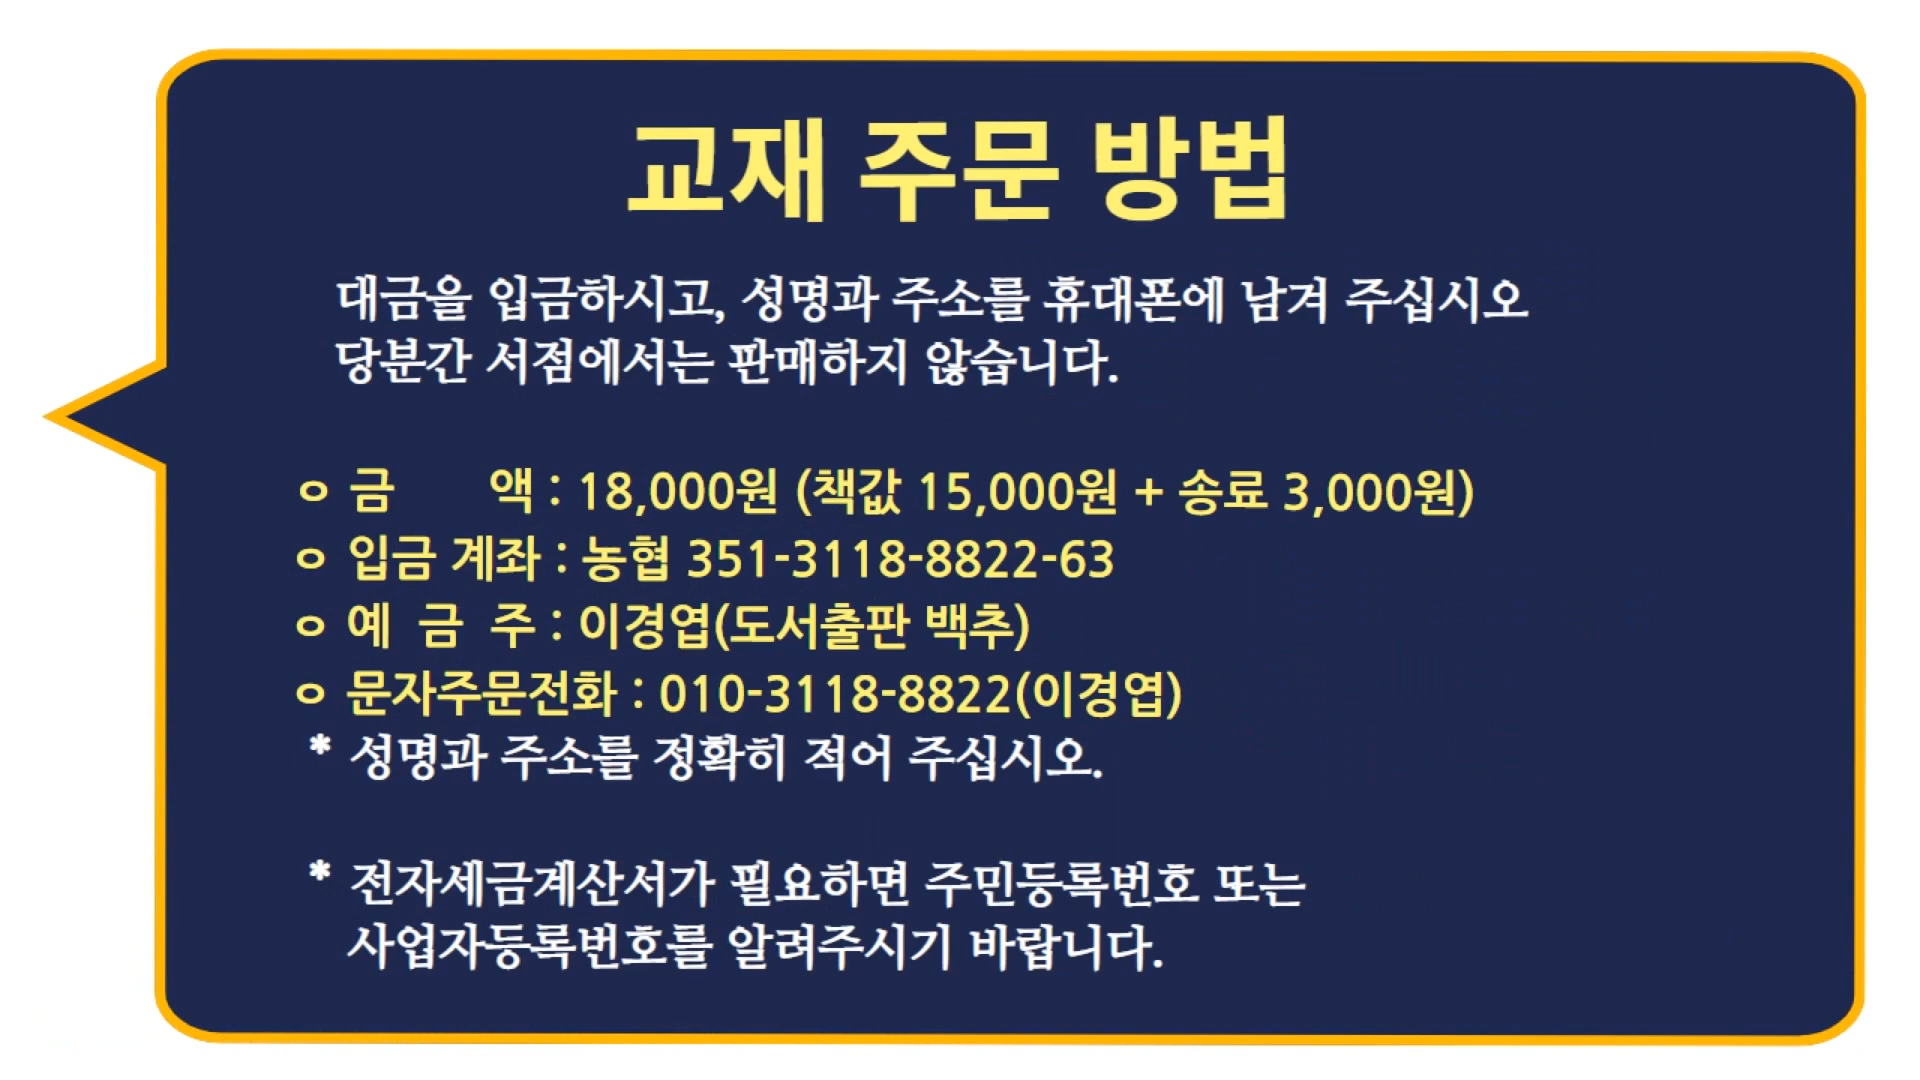 교재 주문 방법
대금을 입금하시고, 성명과 주소를 휴대폰에 남겨 주십시오
당분간 서점에서는 판매하지 않습니다.
ㅇ 금 액 : 18,000원 (책값 15,000원 + 송료 3,000원)
ㅇ 입금 계좌 : 농협 351-3118-8822-63
ㅇ 예 금 주 : 이경엽(도서출판 백추)
ㅇ 문자주문전화 : 010-3118-8822(이경엽)
* 성명과 주소를 정확히 적어 주십시오.
* 전자세금계산서가 필요하면 주민등록번호 또는
사업자등록번호를 알려주시기 바랍니다.